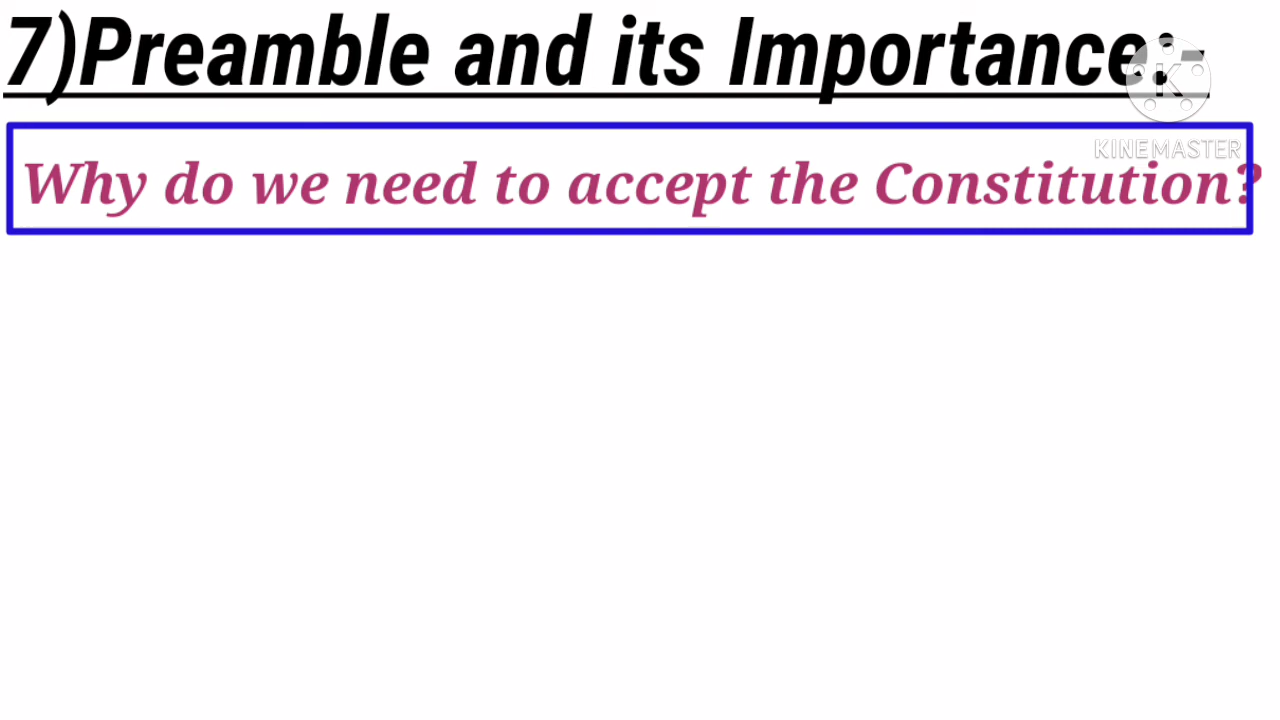 7)Preamble and its Importance:-
KINEMASTER
Why do we need to accept the Constitution?